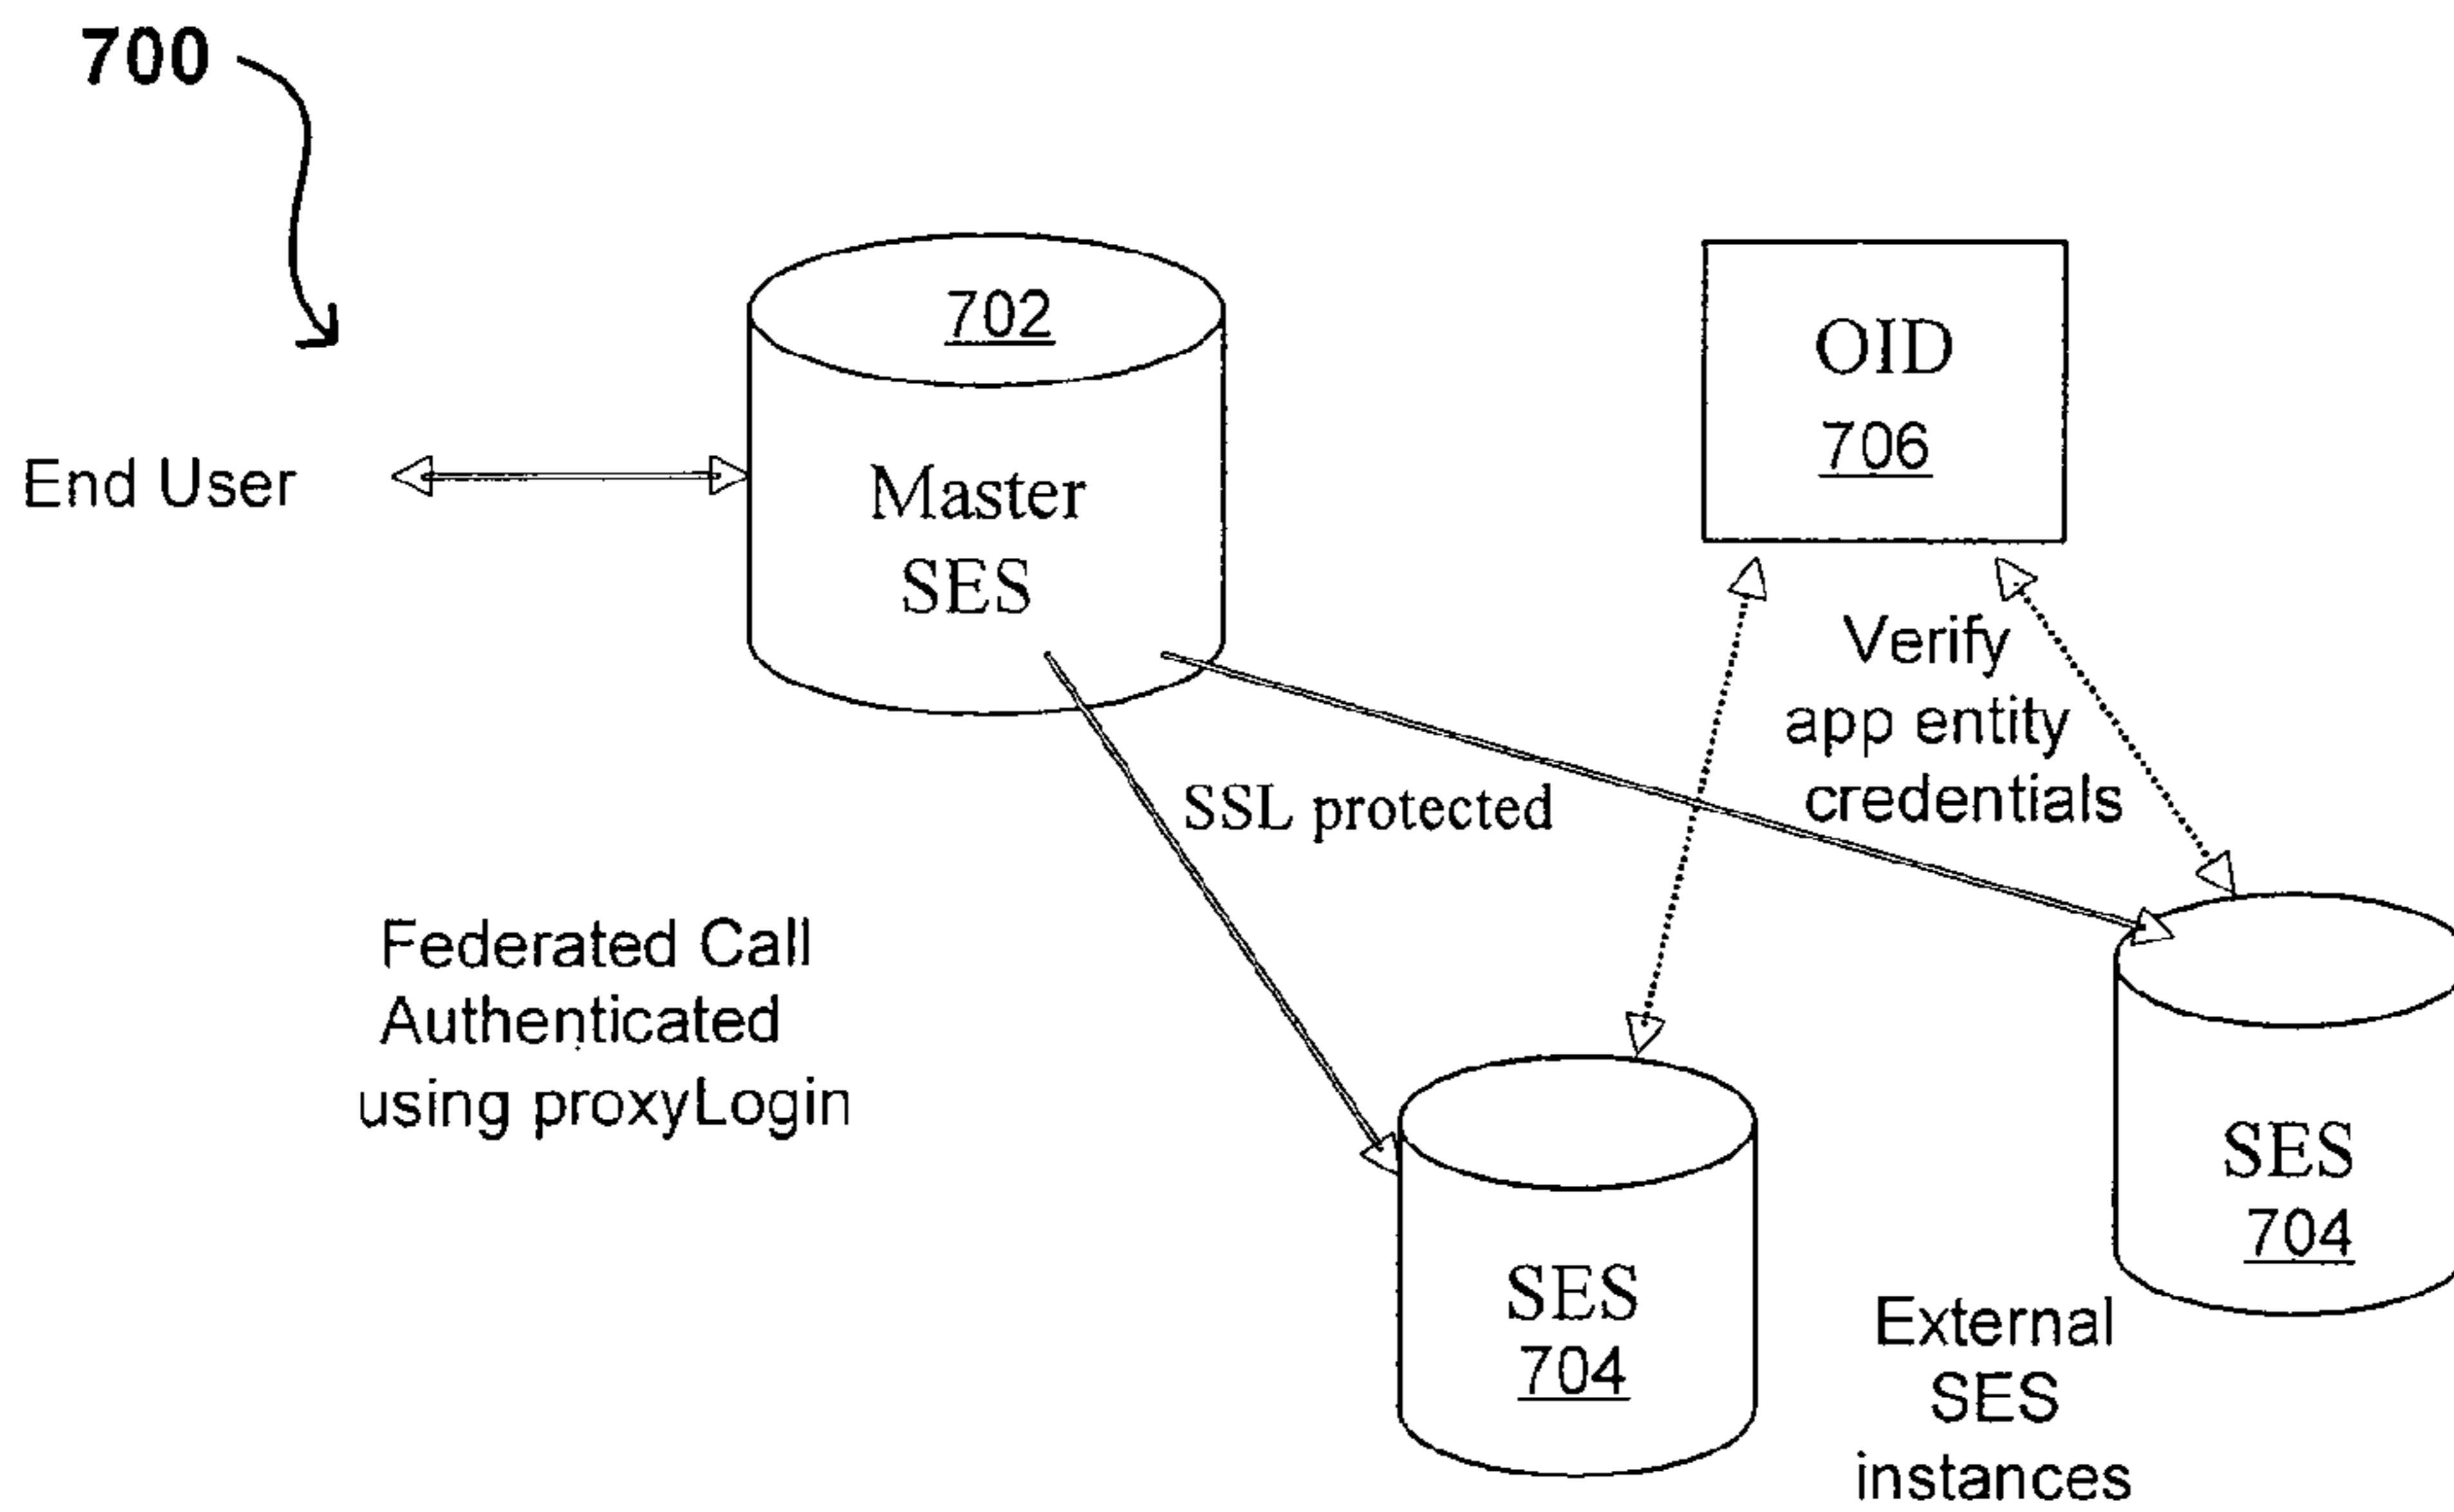 700
702
Master
SES
End User
OID
706
Verify
app entity
credentials
SSL protected
Federated Call
Authenticated
using proxyLogin
SES
704
SES
704
External
SES
instances